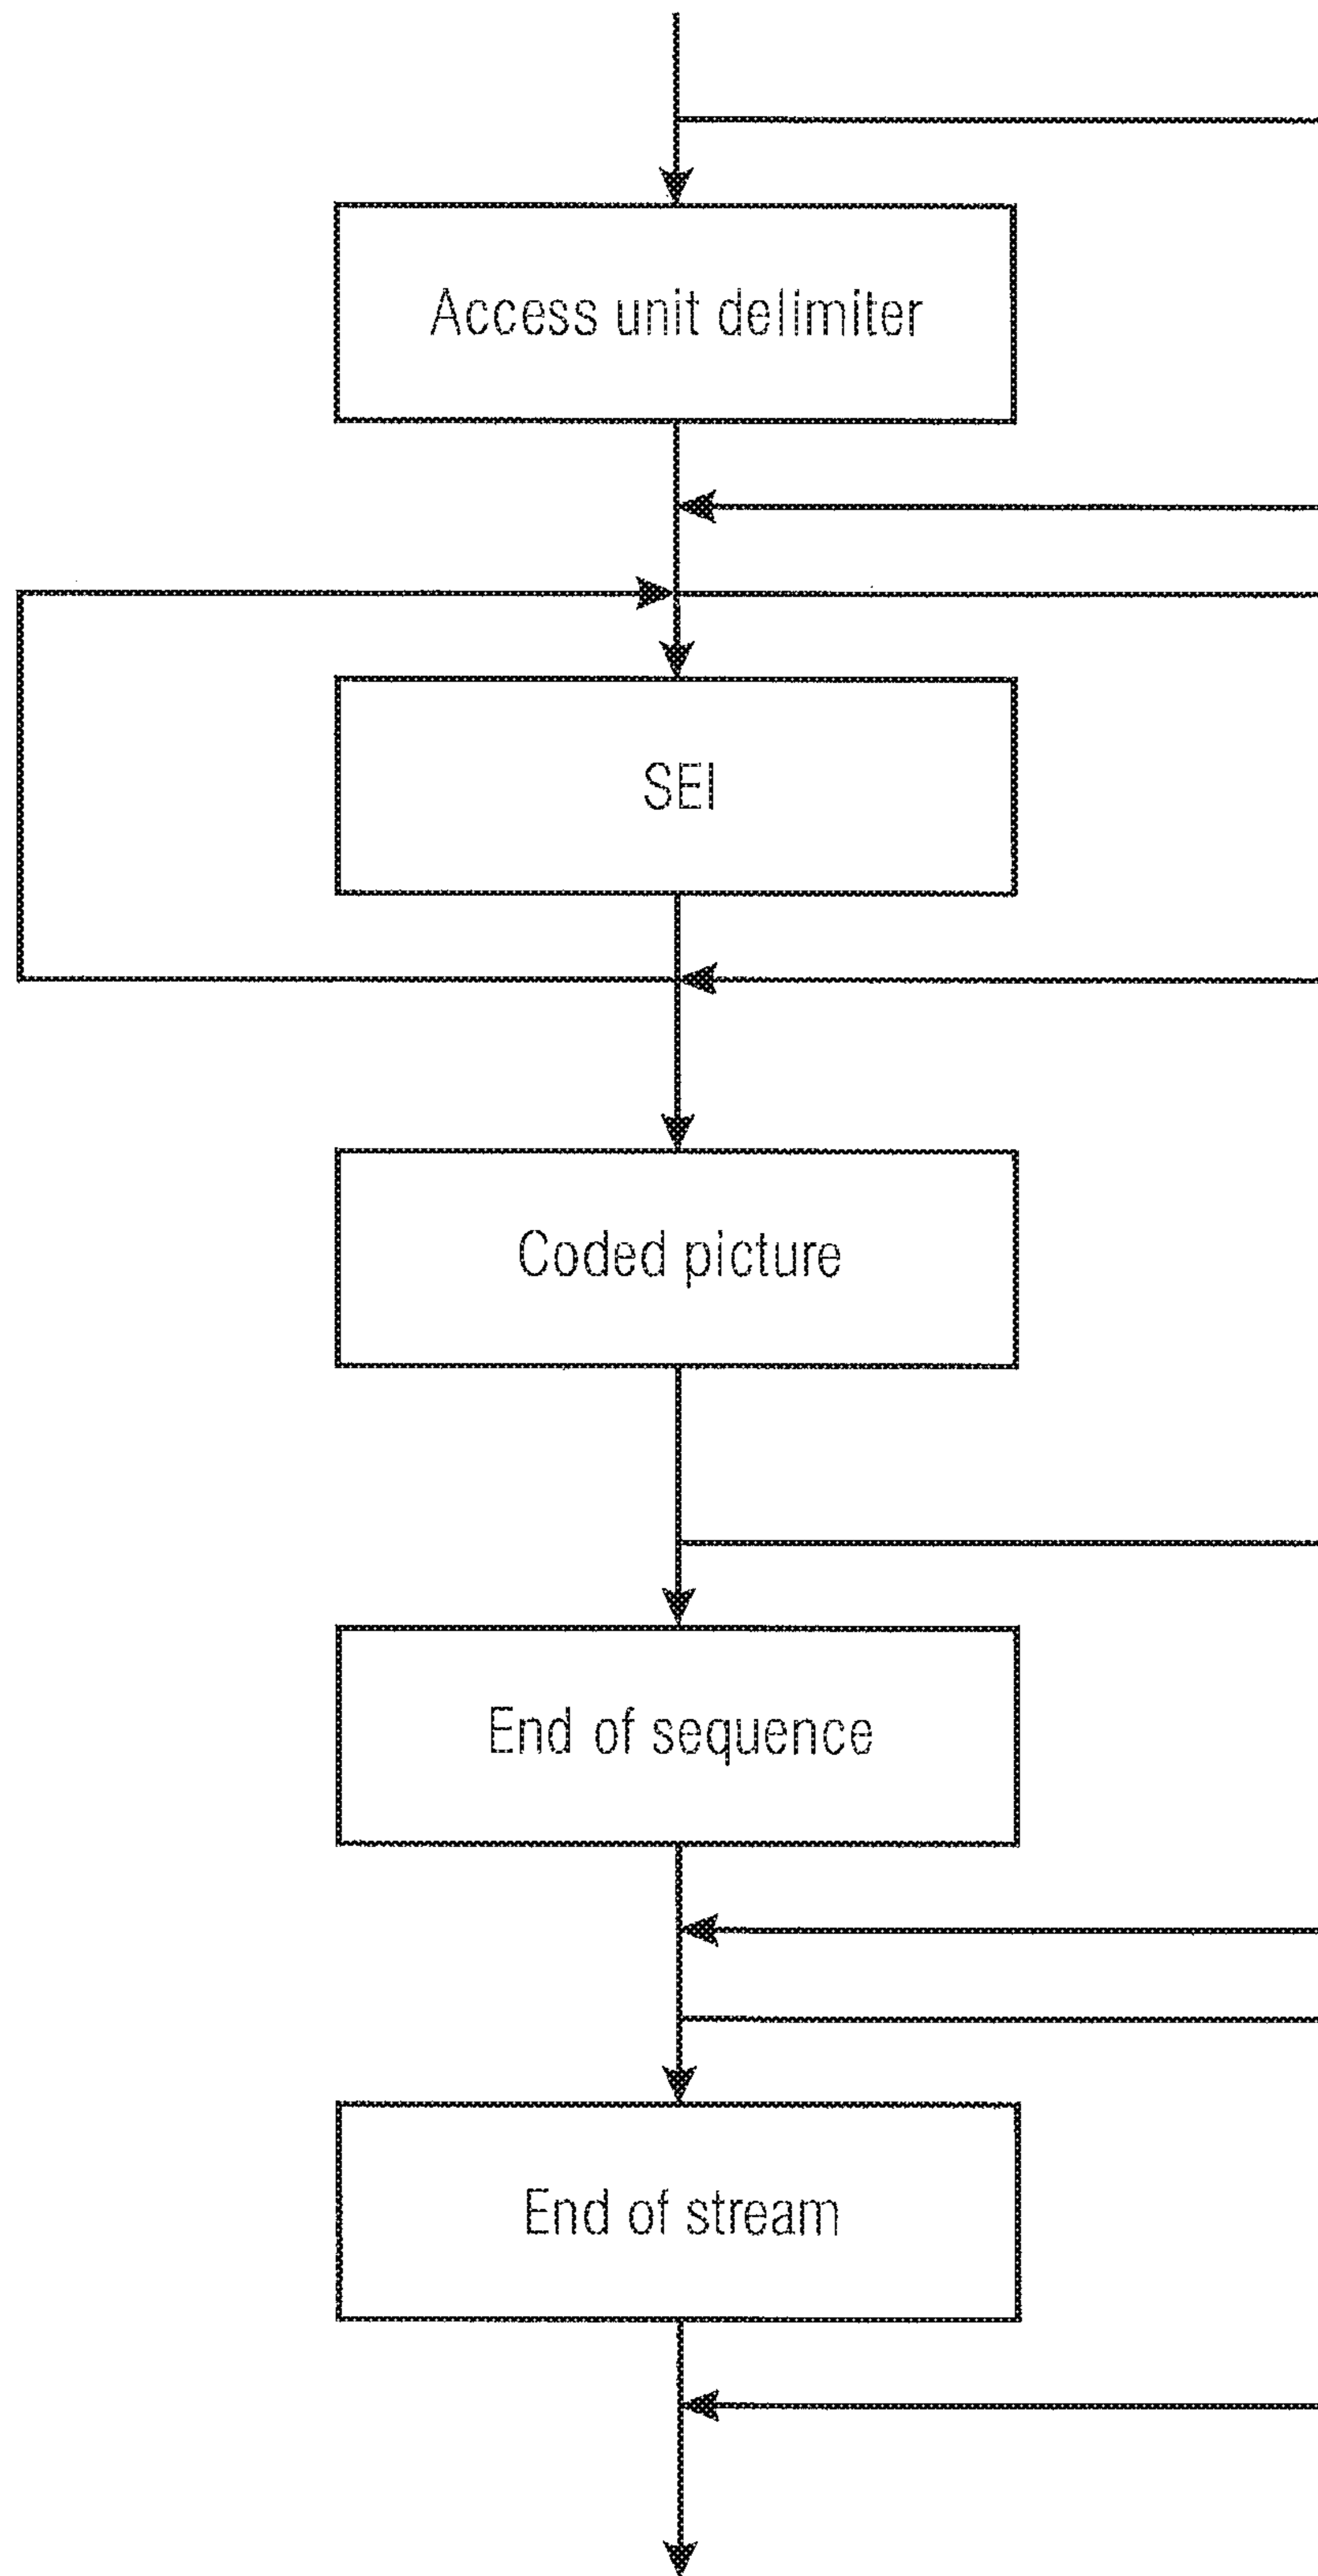 Access unit delimiter
SEI
Coded picture
End of sequence
End of stream